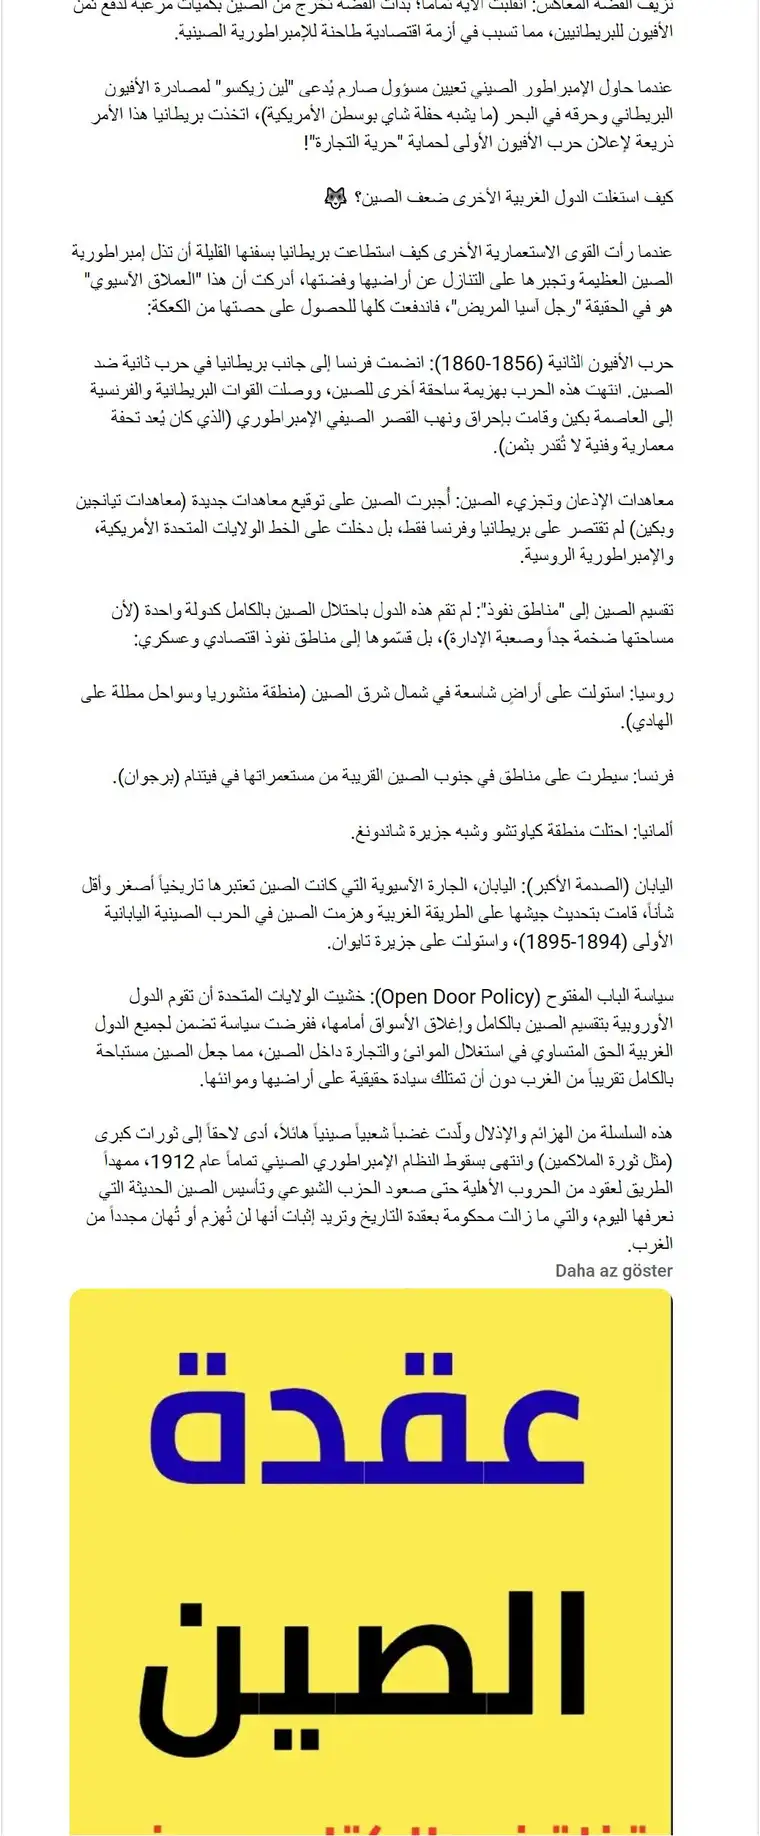 نزيف الفضة المعاكس: انقلبت الآية تماماً؛ بدأت الفضة تخرج من الصين بكميات مرعبة لدفع ثمن
الأفيون للبريطانيين، مما تسبب في أزمة اقتصادية طاحنة للإمبراطورية الصينية.
عندما حاول الإمبراطور الصيني تعيين مسؤول صارم يُدعى "لين زيكسو" لمصادرة الأفيون
البريطاني وحرقه في البحر (ما يشبه حفلة شاي بوسطن الأمريكية)، اتخذت بريطانيا هذا الأمر
ذريعة لإعلان حرب الأفيون الأولى لحماية "حرية التجارة"!
كيف استغلت الدول الغربية الأخرى ضعف الصين؟ 🐺
عندما رأت القوى الاستعمارية الأخرى كيف استطاعت بريطانيا بسفنها القليلة أن تذل إمبراطورية
الصين العظيمة وتجبرها على التنازل عن أراضيها وفضتها، أدركت أن هذا "العملاق الآسيوي"
هو في الحقيقة "رجل آسيا المريض"، فاندفعت كلها للحصول على حصتها من الكعكة:
حرب الأفيون الثانية (1856-1860): انضمت فرنسا إلى جانب بريطانيا في حرب ثانية ضد
الصين. انتهت هذه الحرب بهزيمة ساحقة أخرى للصين، ووصلت القوات البريطانية والفرنسية
إلى العاصمة بكين وقامت بإحراق ونهب القصر الصيفي الإمبراطوري (الذي كان يُعد تحفة
معمارية وفنية لا تُقدر بثمن).
معاهدات الإذعان وتجزيء الصين: أُجبرت الصين على توقيع معاهدات جديدة (معاهدات تيانجين
وبكين) لم تقتصر على بريطانيا وفرنسا فقط، بل دخلت على الخط الولايات المتحدة الأمريكية،
والإمبراطورية الروسية.
تقسيم الصين إلى "مناطق نفوذ": لم تقم هذه الدول باحتلال الصين بالكامل كدولة واحدة (لأن
مساحتها ضخمة جداً وصعبة الإدارة)، بل قسّموها إلى مناطق نفوذ اقتصادي وعسكري:
روسيا: استولت على أراضٍ شاسعة في شمال شرق الصين (منطقة منشوريا وسواحل مطلة على
الهادي).
فرنسا: سيطرت على مناطق في جنوب الصين القريبة من مستعمراتها في فيتنام (برجوان).
ألمانيا: احتلت منطقة كياوتشو وشبه جزيرة شاندونغ.
اليابان (الصدمة الأكبر): اليابان، الجارة الآسيوية التي كانت الصين تعتبرها تاريخياً أصغر وأقل
شأناً، قامت بتحديث جيشها على الطريقة الغربية وهزمت الصين في الحرب الصينية اليابانية
الأولى (1894-1895)، واستولت على جزيرة تايوان.
سياسة الباب المفتوح (Open Door Policy): خشيت الولايات المتحدة أن تقوم الدول
الأوروبية بتقسيم الصين بالكامل وإغلاق الأسواق أمامها، ففرضت سياسة تضمن لجميع الدول
الغربية الحق المتساوي في استغلال الموانئ والتجارة داخل الصين، مما جعل الصين مستباحة
بالكامل تقريباً من الغرب دون أن تمتلك سيادة حقيقية على أراضيها وموانئها.
هذه السلسلة من الهزائم والإذلال ولّدت غضباً شعبياً صينياً هائلاً، أدى لاحقاً إلى ثورات كبرى
(مثل ثورة الملاكمين) وانتهى بسقوط النظام الإمبراطوري الصيني تماماً عام 1912، ممهداً
الطريق لعقود من الحروب الأهلية حتى صعود الحزب الشيوعي وتأسيس الصين الحديثة التي
نعرفها اليوم، والتي ما زالت محكومة بعقدة التاريخ وتريد إثبات أنها لن تُهزم أو تُهان مجدداً من
الغرب.
Daha az göster
عقدة
الصين